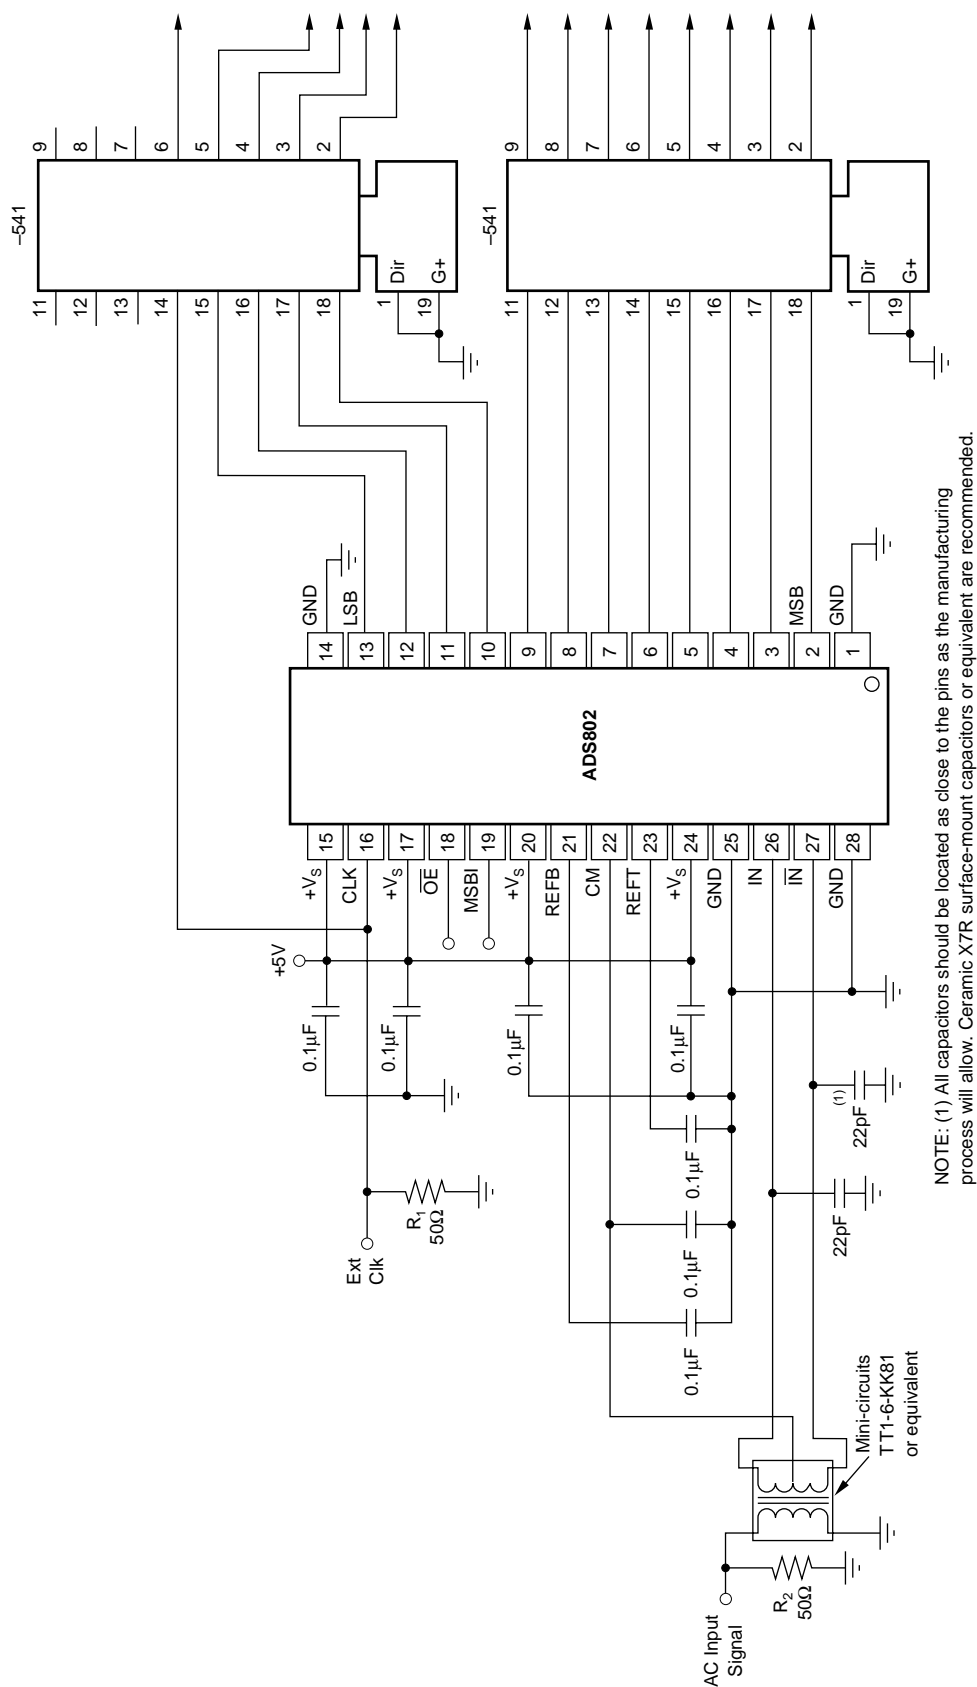 –541
11
12
13
14
15
16
17
18
9
8
7
6
5
4
3
2
1
Dir
19
G+
–541
11
12
13
14
15
16
17
18
9
8
7
6
5
4
3
2
1
Dir
19
G+
GND
14
LSB
13
12
11
10
9
8
7
6
5
4
3
MSB
2
GND
1
ADS802
+VS
15
CLK
16
+VS
17
OE
18
MSBI
19
+VS
20
REFB
21
CM
22
REFT
23
+VS
24
GND
25
IN
26
IN
27
GND
28
+5V
0.1µF
0.1µF
0.1µF
0.1µF
0.1µF
0.1µF
0.1µF
Ext
Clk
R1
50Ω
(1)
22pF
22pF
Mini-circuits
TT1-6-KK81
or equivalent
AC Input
Signal
R2
50Ω
NOTE: (1) All capacitors should be located as close to the pins as the manufacturing
process will allow. Ceramic X7R surface-mount capacitors or equivalent are recommended.